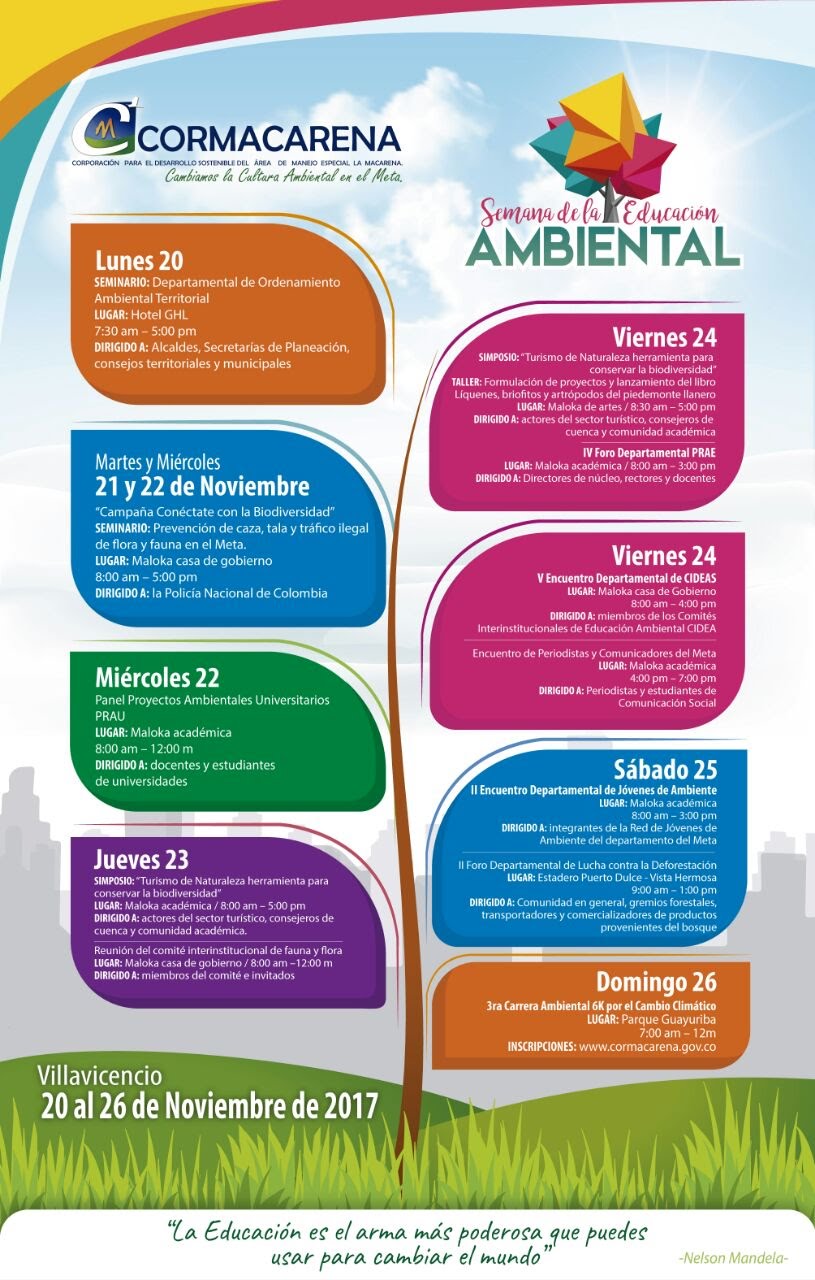 CORMACARENA
CORPORACIÓN PARA EL DESARROLLO SOSTENIBLE DEL ÁREA DE MANEJO ESPECIAL LA MACARENA.
Cambiamos la Cultura Ambiental en el Meta.
Semana de la Educación
AMBIENTAL
Lunes 20
SEMINARIO: Departamental de Ordenamiento
Ambiental Territorial
LUGAR: Hotel GHL
7:30 am – 5:00 pm
DIRIGIDO A: Alcaldes, Secretarías de Planeación,
consejos territoriales y municipales
Martes y Miércoles
21 y 22 de Noviembre
“Campaña Conéctate con la Biodiversidad”
SEMINARIO: Prevención de caza, tala y tráfico ilegal
de flora y fauna en el Meta.
LUGAR: Maloka casa de gobierno
8:00 am – 5:00 pm
DIRIGIDO A: la Policía Nacional de Colombia
Miércoles 22
Panel Proyectos Ambientales Universitarios
PRAU
LUGAR: Maloka académica
8:00 am – 12:00 m
DIRIGIDO A: docentes y estudiantes
de universidades
Jueves 23
SIMPOSIO: “Turismo de Naturaleza herramienta para
conservar la biodiversidad”
LUGAR: Maloka académica / 8:00 am – 5:00 pm
DIRIGIDO A: actores del sector turístico, consejeros de
cuenca y comunidad académica.
Reunión del comité interinstitucional de fauna y flora
LUGAR: Maloka casa de gobierno / 8:00 am –12:00 m
DIRIGIDO A: miembros del comité e invitados
Viernes 24
SIMPOSIO: “Turismo de Naturaleza herramienta para
conservar la biodiversidad”
TALLER: Formulación de proyectos y lanzamiento del libro
Líquenes, briofitos y artrópodos del piedemonte llanero
LUGAR: Maloka de artes / 8:30 am – 5:00 pm
DIRIGIDO A: actores del sector turístico, consejeros de
cuenca y comunidad académica
IV Foro Departamental PRAE
LUGAR: Maloka académica / 8:00 am – 3:00 pm
DIRIGIDO A: Directores de núcleo, rectores y docentes
Viernes 24
V Encuentro Departamental de CIDEAS
LUGAR: Maloka casa de Gobierno
8:00 am – 4:00 pm
DIRIGIDO A: miembros de los Comités
Interinstitucionales de Educación Ambiental CIDEA
Encuentro de Periodistas y Comunicadores del Meta
LUGAR: Maloka académica
4:00 pm – 7:00 pm
DIRIGIDO A: Periodistas y estudiantes de
Comunicación Social
Sábado 25
II Encuentro Departamental de Jóvenes de Ambiente
LUGAR: Maloka académica
8:00 am – 3:00 pm
DIRIGIDO A: integrantes de la Red de Jóvenes de
Ambiente del departamento del Meta
II Foro Departamental de Lucha contra la Deforestación
LUGAR: Estadero Puerto Dulce - Vista Hermosa
9:00 am – 1:00 pm
DIRIGIDO A: Comunidad en general, gremios forestales,
transportadores y comercializadores de productos
provenientes del bosque
Domingo 26
3ra Carrera Ambiental 6K por el Cambio Climático
LUGAR: Parque Guayuriba
7:00 am – 12m
INSCRIPCIONES: www.cormacarena.gov.co
Villavicencio
20 al 26 de Noviembre de 2017
“La Educación es el arma más poderosa que puedes
usar para cambiar el mundo”
-Nelson Mandela-